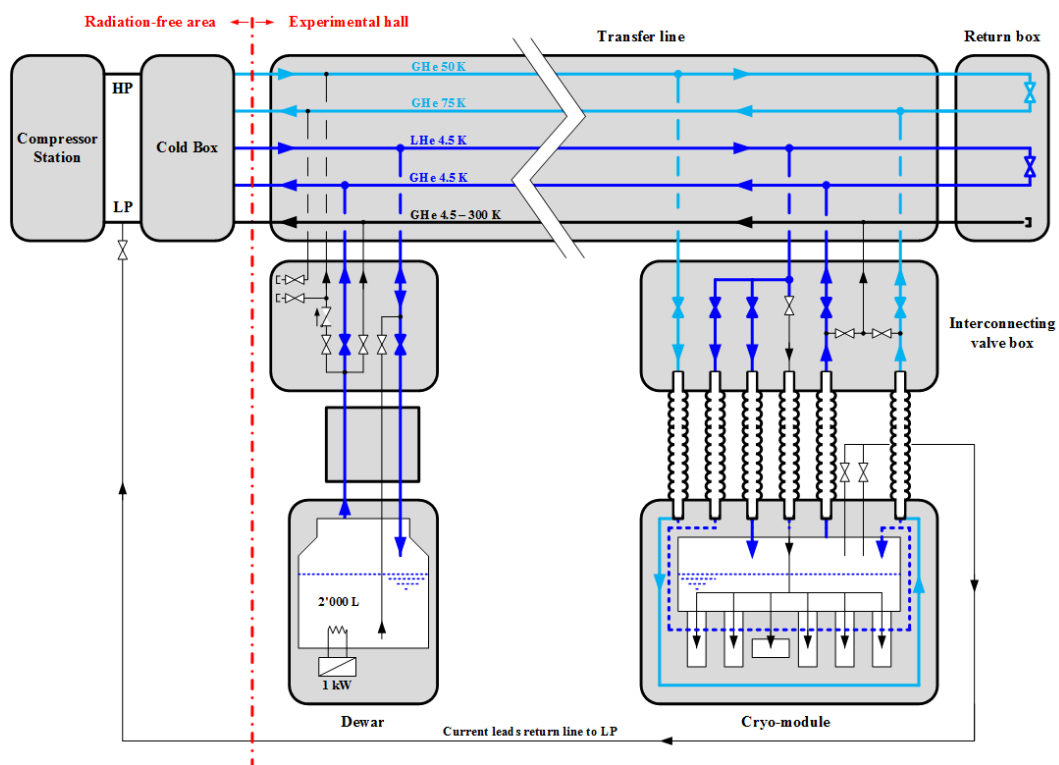 Radiation-free area
Experimental hall
Transfer line
Return box
GHe 50 K
HP
GHe 75 K
Compressor
Station
Cold Box
LHe 4.5 K
GHe 4.5 K
LP
GHe 4.5 – 300 K
Interconnecting
valve box
2'000 L
1 kW
Dewar
Cryo-module
Current leads return line to LP